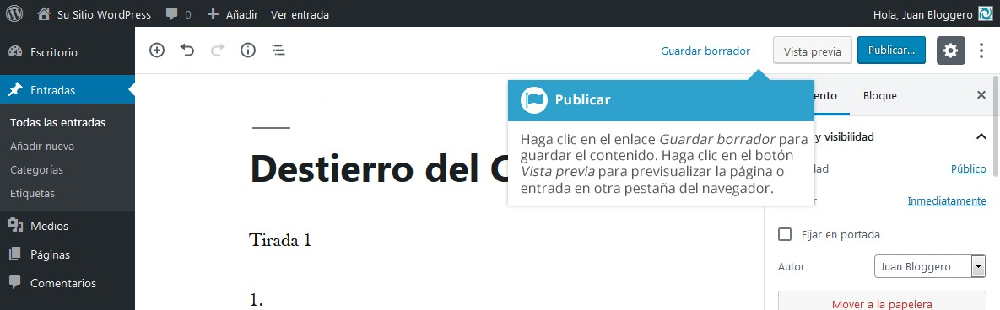 Su Sitio WordPress 0 Añadir Ver entrada Hola, Juan Bloggero
Escritorio
Entradas
Todas las entradas
Añadir nueva
Categorías
Etiquetas
Medios
Páginas
Comentarios
Guardar borrador Vista previa Publicar...
Publicar
Haga clic en el enlace Guardar borrador para
guardar el contenido. Haga clic en el botón
Vista previa para previsualizar la página o
entrada en otra pestaña del navegador.
Destierro del C
Tirada 1
1.
ento Bloque
y visibilidad
dad Público
r Inmediatamente
Fijar en portada
Autor Juan Bloggero
Mover a la papelera